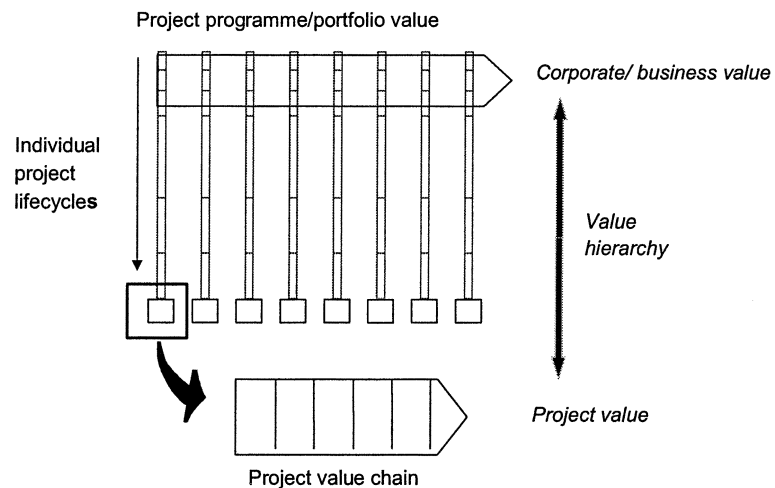 Project programme/portfolio value
Corporate/ business value
Individual
project
lifecycles
Value
hierarchy
Project value
Project value chain